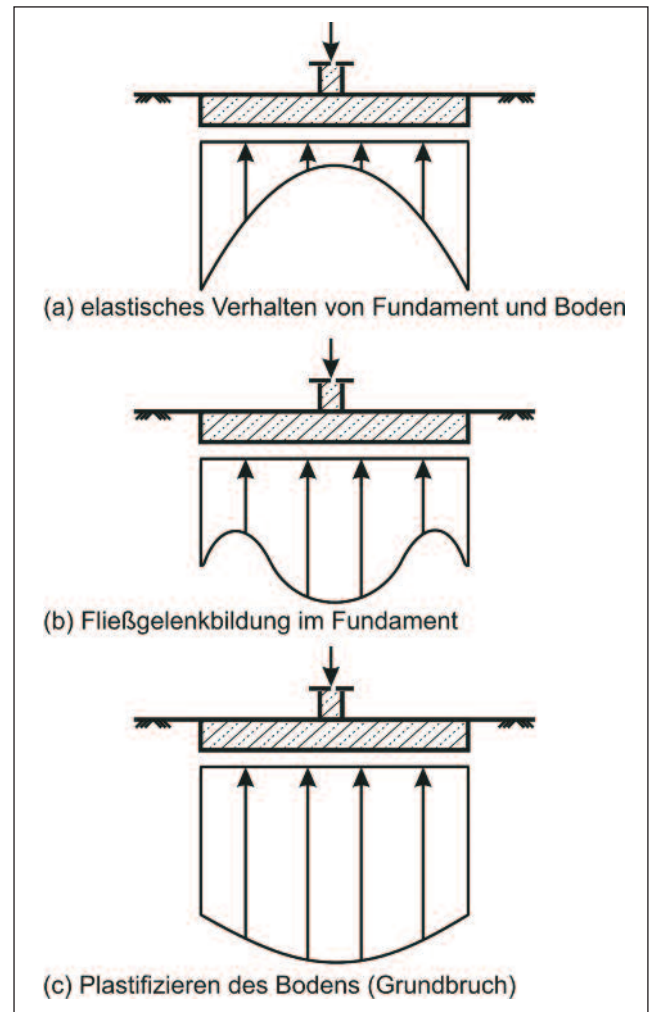 (a) elastisches Verhalten von Fundament und Boden
(b) Fließgelenkbildung im Fundament
(c) Plastifizieren des Bodens (Grundbruch)